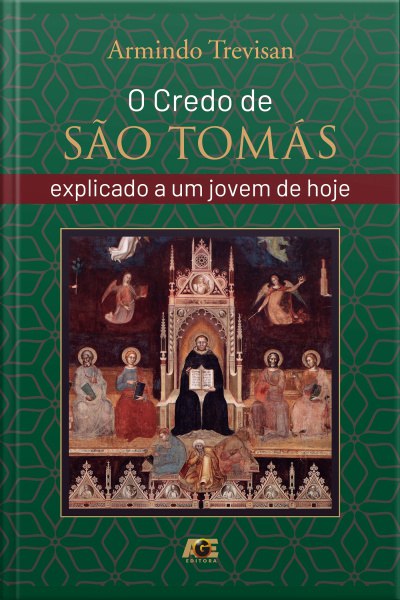 Armindo Trevisan
O Credo de
SÃO TOMÁS
explicado a um jovem de hoje
AGE
EDITORA